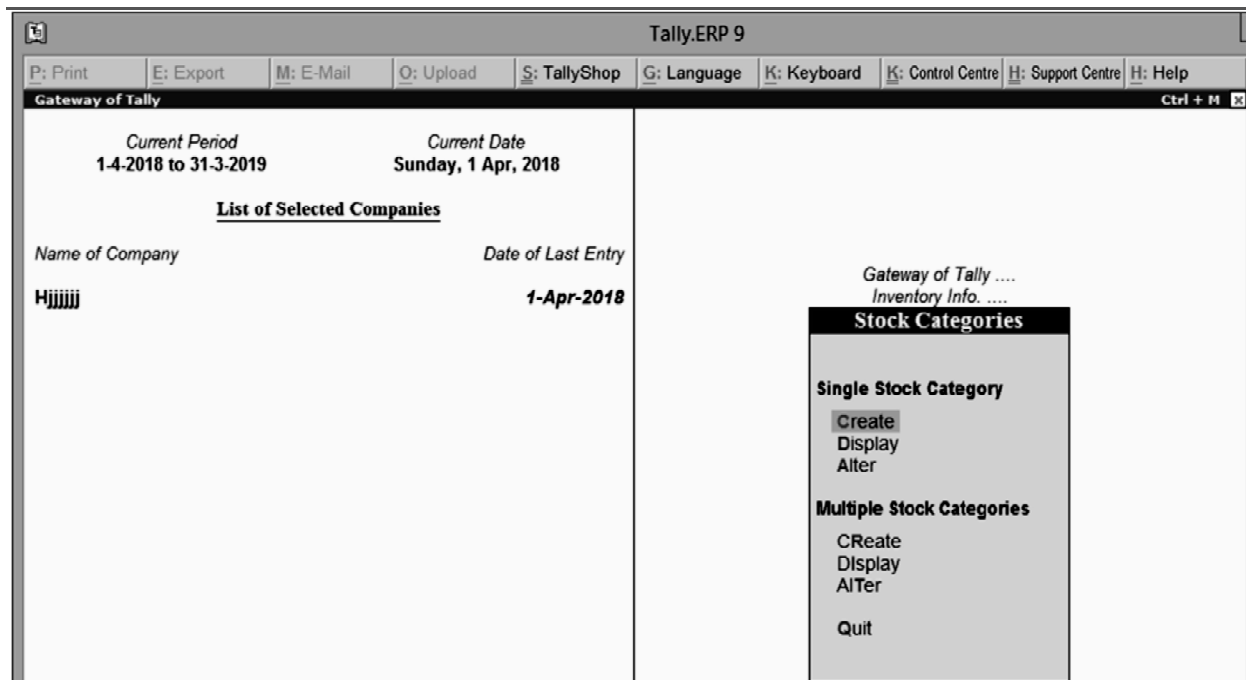 Tally.ERP 9
P: Print E: Export M: E-Mail O: Upload S: TallyShop G: Language K: Keyboard K: Control Centre H: Support Centre H: Help
Gateway of Tally Ctrl + M
Current Period Current Date
1-4-2018 to 31-3-2019 Sunday, 1 Apr, 2018
List of Selected Companies
Name of Company Date of Last Entry
Hjjjjjj 1-Apr-2018
Gateway of Tally ....
Inventory Info. ....
Stock Categories
Single Stock Category
Create
Display
Alter
Multiple Stock Categories
CReate
DIsplay
AlTer
Quit